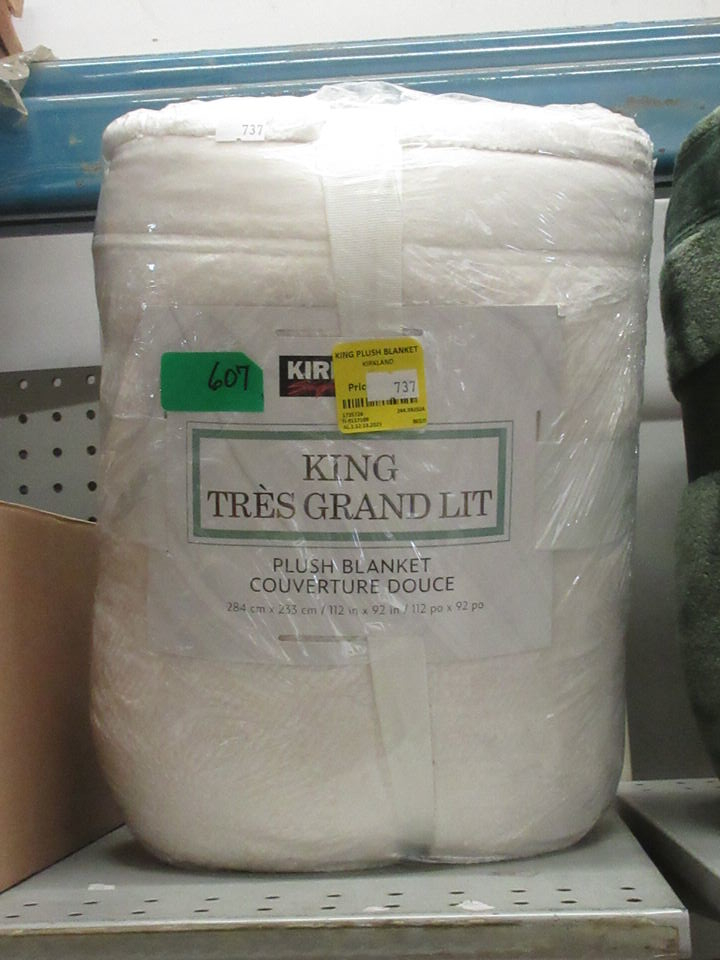 737
607
KIR
KING PLUSH BLANKET
KIRKLAND
Pric
737
KING
TRÈS GRAND LIT
PLUSH BLANKET
COUVERTURE DOUCE
284 cm x 233 cm / 112 in x 92 in / 112 po x 92 po